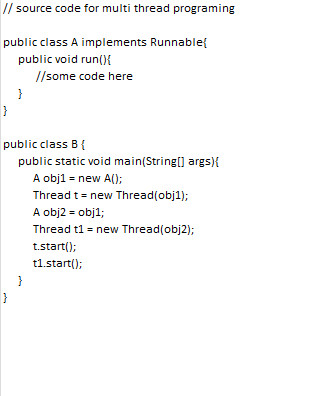 // source code for multi thread programing
public class A implements Runnable{
public void run(){
//some code here
}
}
public class B {
public static void main(String[] args){
A obj1 = new A();
Thread t = new Thread(obj1);
A obj2 = obj1;
Thread t1 = new Thread(obj2);
t.start();
t1.start();
}
}